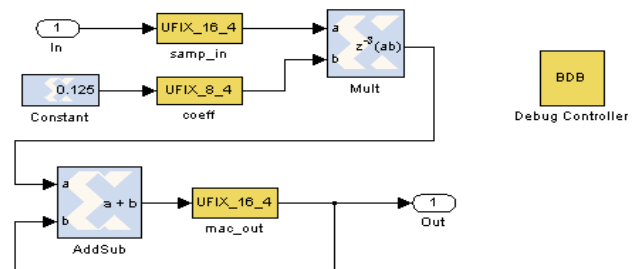 1
In
UFIX_16_4
samp_in
a
b
z⁻³(ab)
Mult
0.125
Constant
UFIX_8_4
coeff
BDB
Debug Controller
a
b
a + b
AddSub
UFIX_16_4
mac_out
1
Out